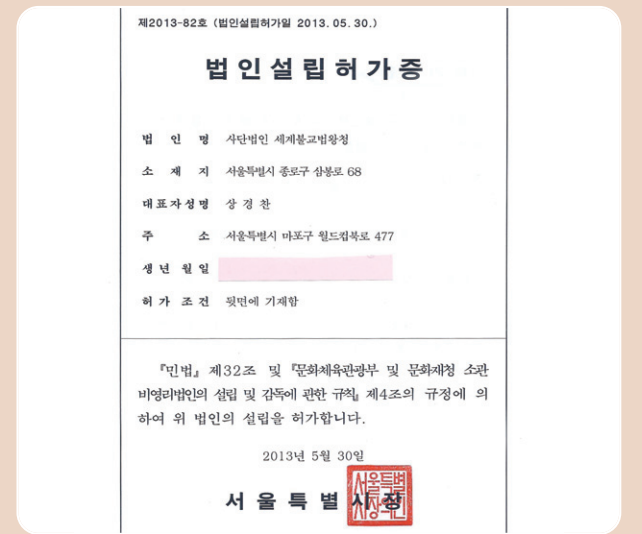 제2013-82호 (법인설립허가일 2013. 05. 30.)
법인설립허가증
법 인 명 사단법인 세계불교법왕청
소 재 지 서울특별시 종로구 삼봉로 68
대표자성명 상 경 찬
주 소 서울특별시 마포구 월드컵북로 477
생 년 월 일
허 가 조 건 뒷면에 기재함
『민법』 제32조 및 『문화체육관광부 및 문화재청 소관
비영리법인의 설립 및 감독에 관한 규칙』 제4조의 규정에 의
하여 위 법인의 설립을 허가합니다.
2013년 5월 30일
서 울 특 별 시 장
서울특별
시장의인